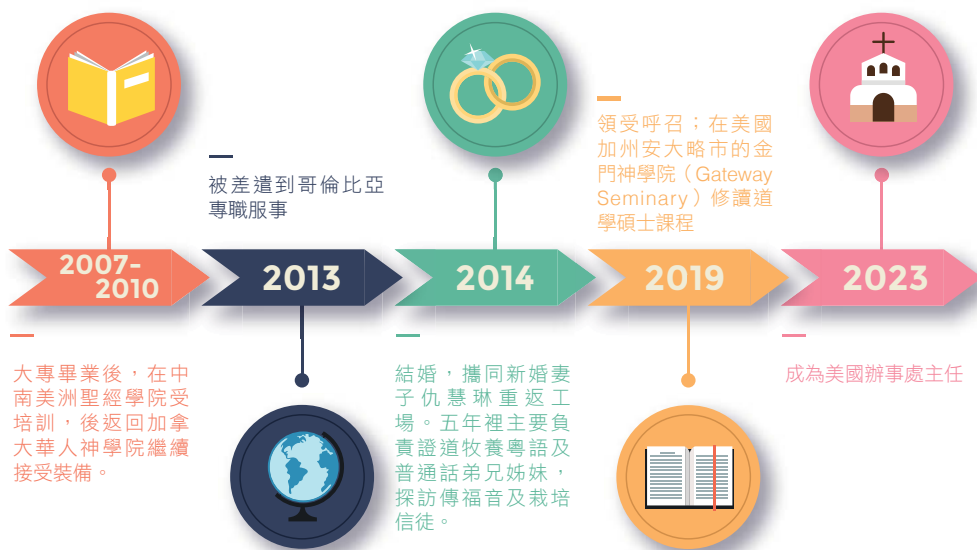 2007-
2010
大專畢業後，在中
南美洲聖經學院受
培訓，後返回加拿
大華人神學院繼續
接受裝備。
被差遣到哥倫比亞
專職服事
2013
2014
結婚，攜同新婚妻
子仇慧琳重返工
場。五年裡主要負
責證道牧養粵語及
普通話弟兄姊妹，
探訪傳福音及栽培
信徒。
領受呼召；在美國
加州安大略市的金
門神學院（Gateway
Seminary）修讀道
學碩士課程
2019
2023
成為美國辦事處主任